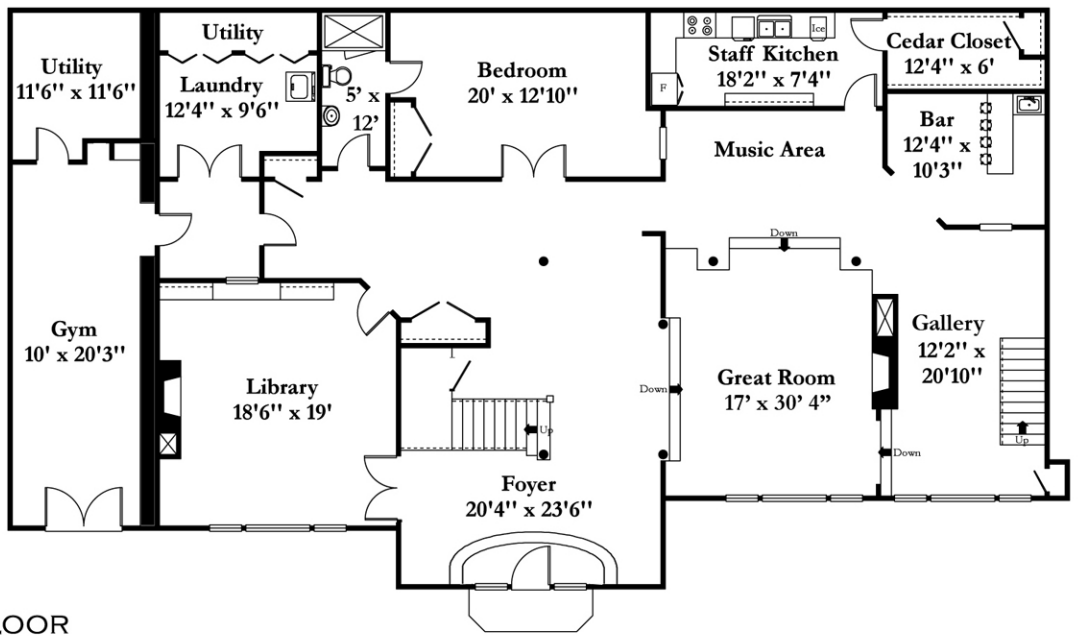 Utility
11'6" x 11'6"
Utility
Laundry
12'4" x 9'6"
5' x
12'
Bedroom
20' x 12'10"
Ice
Staff Kitchen
18'2" x 7'4"
F
Cedar Closet
12'4" x 6'
Music Area
Bar
12'4" x
10'3"
Down
Gym
10' x 20'3"
Library
18'6" x 19'
Up
Foyer
20'4" x 23'6"
Down
Great Room
17' x 30' 4"
Gallery
12'2" x
20'10"
Up
Down
OOR